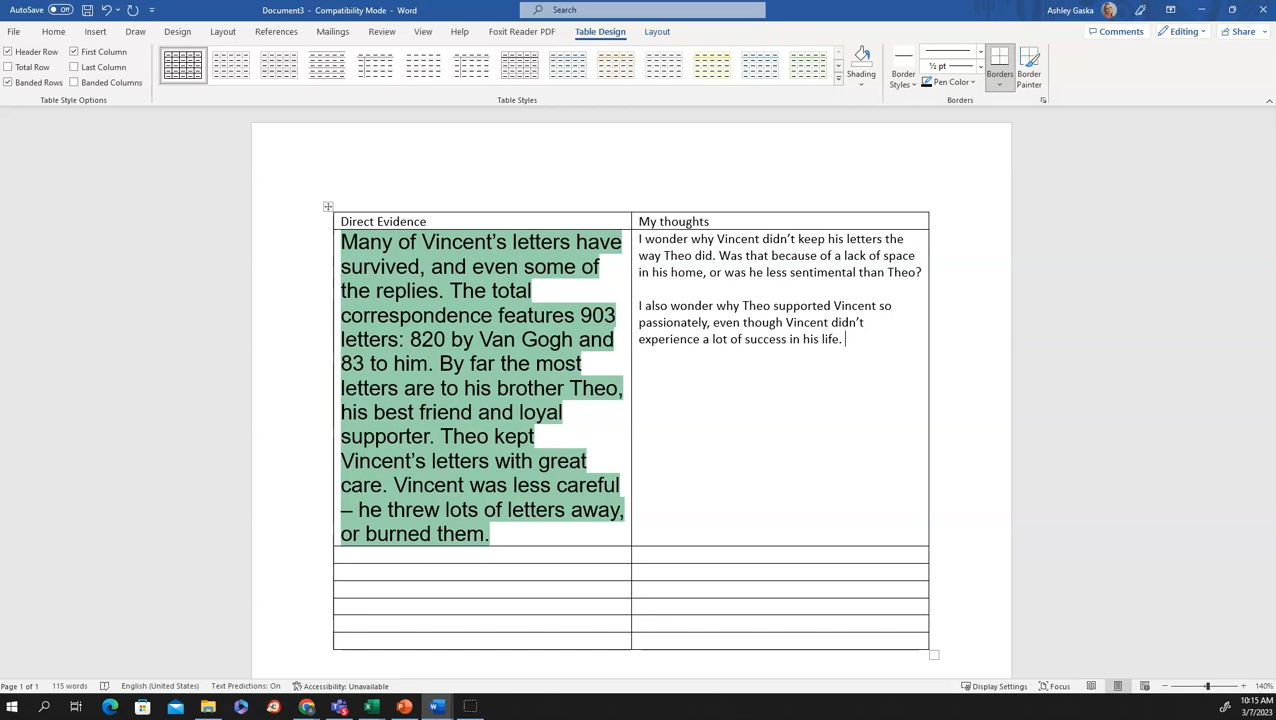 AutoSave Off Document3 - Compatibility Mode - Word Search Ashley Gaska
File Home Insert Draw Design Layout References Mailings Review View Help Foxit Reader PDF Table Design Layout Comments Editing Share
Header Row First Column
Total Row Last Column
Banded Rows Banded Columns
Shading
Border Styles
½ pt
Pen Color
Borders
Border Painter
Table Style Options Table Styles Borders
Direct Evidence
Many of Vincent’s letters have
survived, and even some of
the replies. The total
correspondence features 903
letters: 820 by Van Gogh and
83 to him. By far the most
letters are to his brother Theo,
his best friend and loyal
supporter. Theo kept
Vincent’s letters with great
care. Vincent was less careful
– he threw lots of letters away,
or burned them.
My thoughts
I wonder why Vincent didn’t keep his letters the
way Theo did. Was that because of a lack of space
in his home, or was he less sentimental than Theo?
I also wonder why Theo supported Vincent so
passionately, even though Vincent didn’t
experience a lot of success in his life.
Page 1 of 1 115 words English (United States) Text Predictions: On Accessibility: Unavailable Display Settings Focus 140%
10:15 AM
3/7/2023